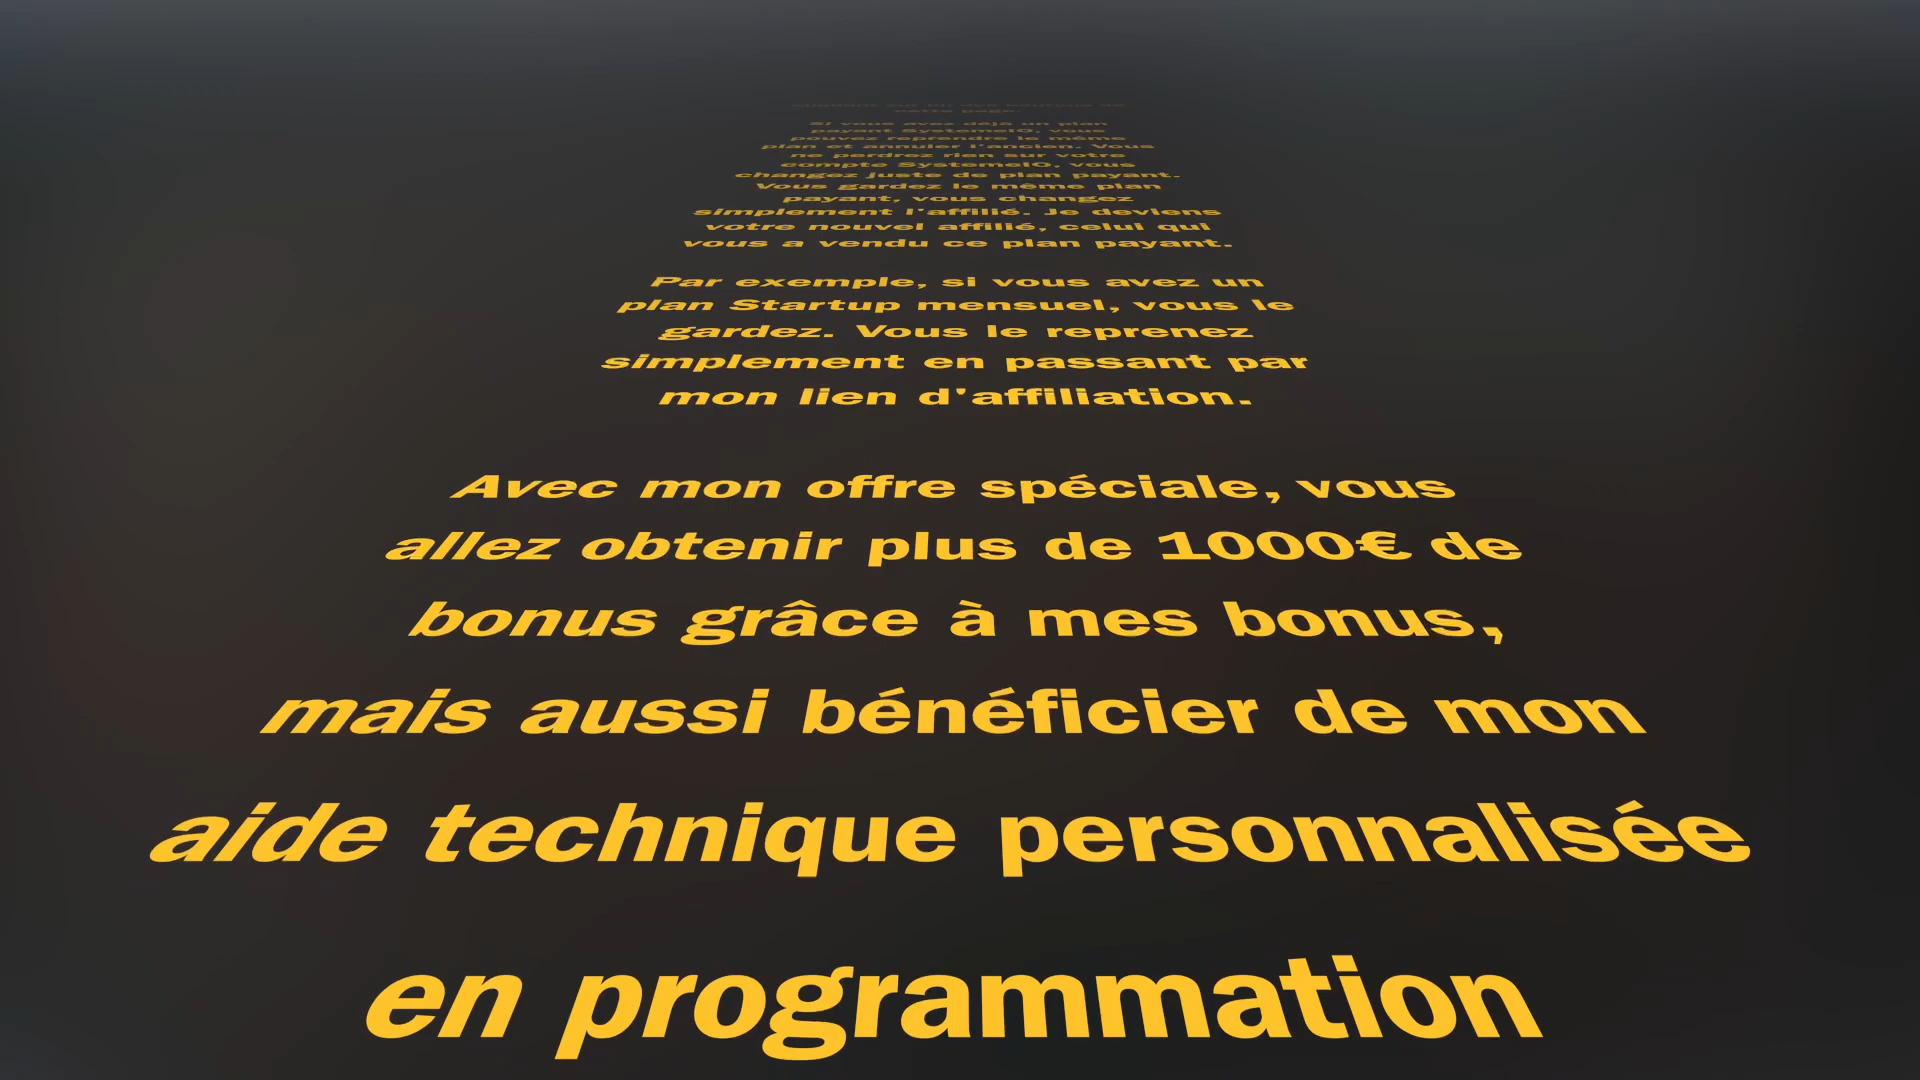 cette page.
Si vous avez déjà un plan
payant SystemeIO, vous
pouvez reprendre le même
plan et annuler l'ancien. Vous
ne perdrez rien sur votre
compte SystemeIO, vous
changez juste de plan payant.
Vous gardez le même plan
payant, vous changez
simplement l'affilié. Je deviens
votre nouvel affilié, celui qui
vous a vendu ce plan payant.
Par exemple, si vous avez un
plan Startup mensuel, vous le
gardez. Vous le reprenez
simplement en passant par
mon lien d'affiliation.
Avec mon offre spéciale, vous
allez obtenir plus de 1000€ de
bonus grâce à mes bonus,
mais aussi bénéficier de mon
aide technique personnalisée
en programmation